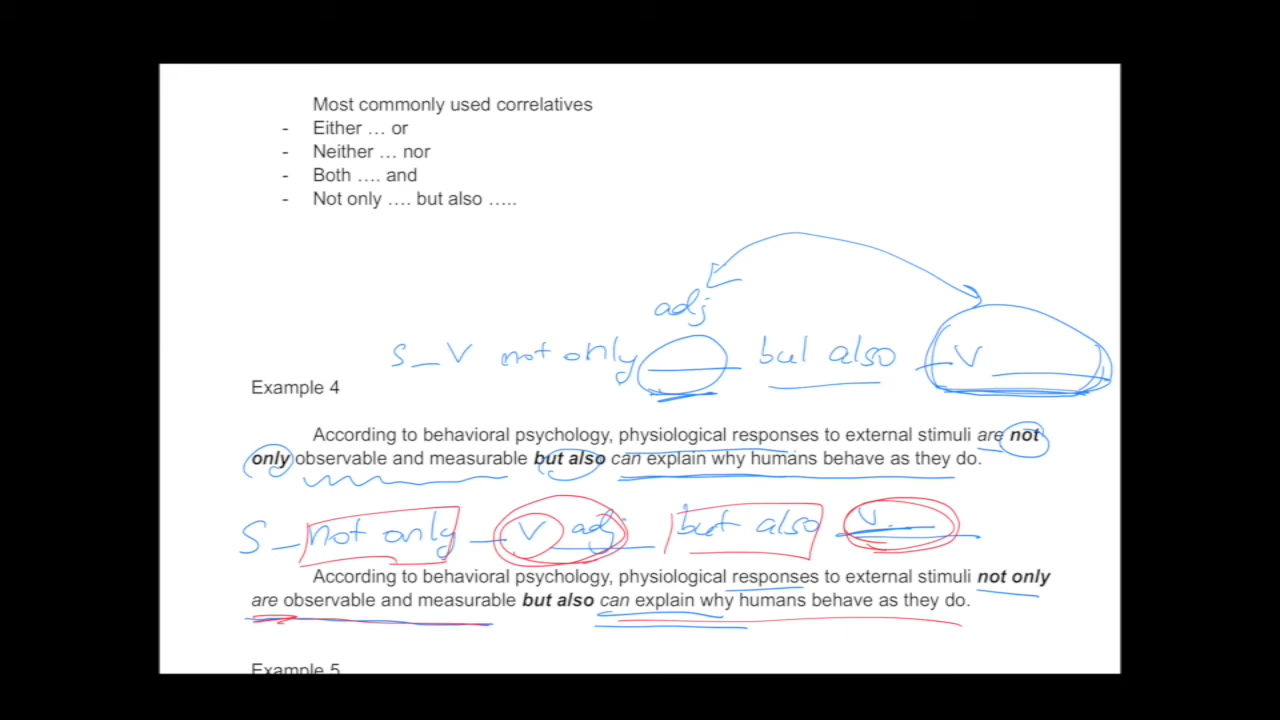 Most commonly used correlatives
- Either … or
- Neither … nor
- Both …. and
- Not only …. but also …..
adj
S _ V not only ____ but also _ V ____
Example 4
According to behavioral psychology, physiological responses to external stimuli are not
only observable and measurable but also can explain why humans behave as they do.
S _ not only _ V adj _ but also V ___
According to behavioral psychology, physiological responses to external stimuli not only
are observable and measurable but also can explain why humans behave as they do.
Example 5